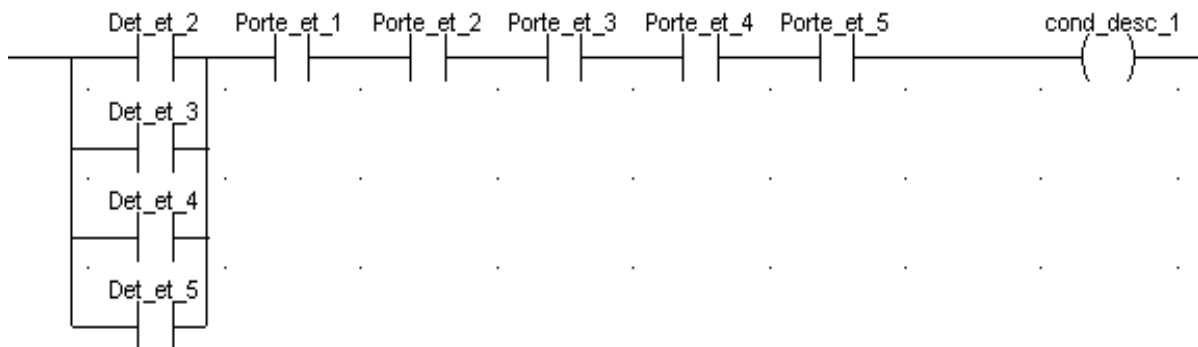 Det_et_2 Porte_et_1 Porte_et_2 Porte_et_3 Porte_et_4 Porte_et_5 cond_desc_1
Det_et_3
Det_et_4
Det_et_5